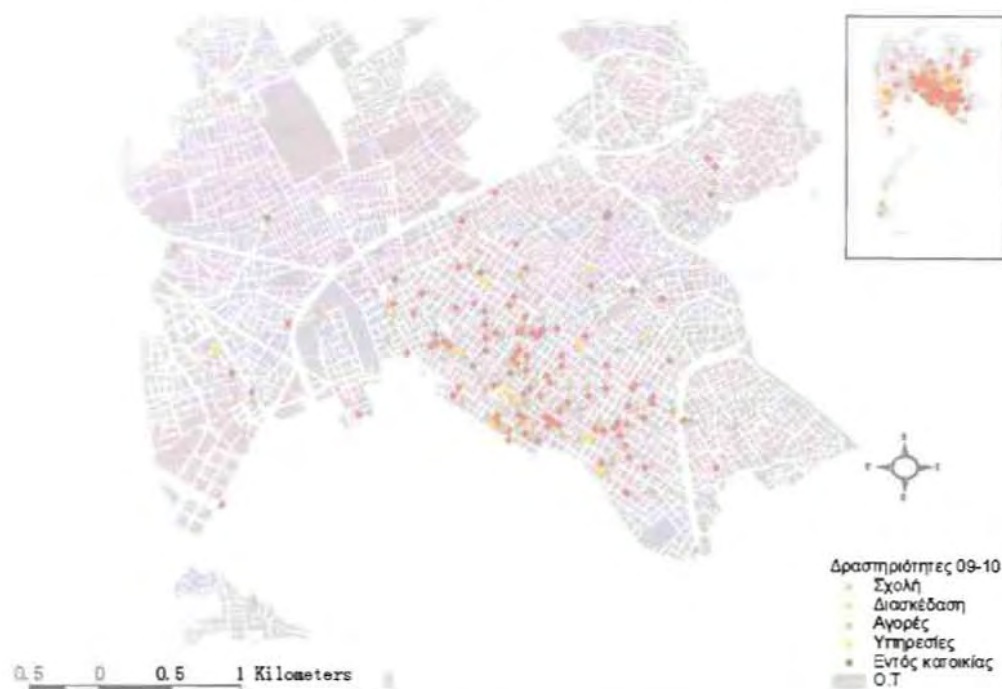 Δραστηριότητες 09-10
Σχολή
Διασκέδαση
Αγορές
Υπηρεσίες
Εντός κατοικίας
Ο.Τ
0.5 0 0.5 1 Kilometers